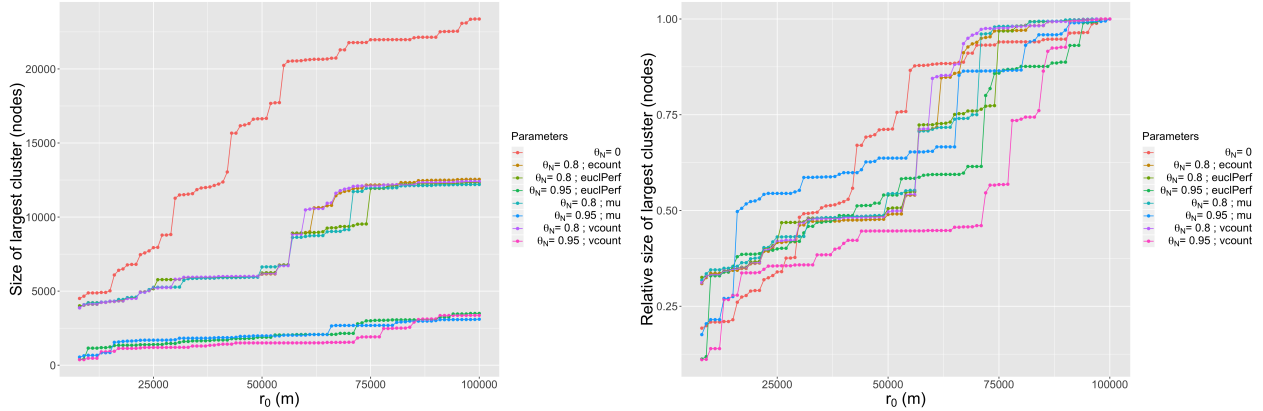 Size of largest cluster (nodes)
20000
15000
10000
5000
0
25000
50000
75000
100000
r₀ (m)
Parameters
θN= 0
θN= 0.8 ; ecount
θN= 0.8 ; euclPerf
θN= 0.95 ; euclPerf
θN= 0.8 ; mu
θN= 0.95 ; mu
θN= 0.8 ; vcount
θN= 0.95 ; vcount
Relative size of largest cluster (nodes)
1.00
0.75
0.50
0.25
25000
50000
75000
100000
r₀ (m)
Parameters
θN= 0
θN= 0.8 ; ecount
θN= 0.8 ; euclPerf
θN= 0.95 ; euclPerf
θN= 0.8 ; mu
θN= 0.95 ; mu
θN= 0.8 ; vcount
θN= 0.95 ; vcount